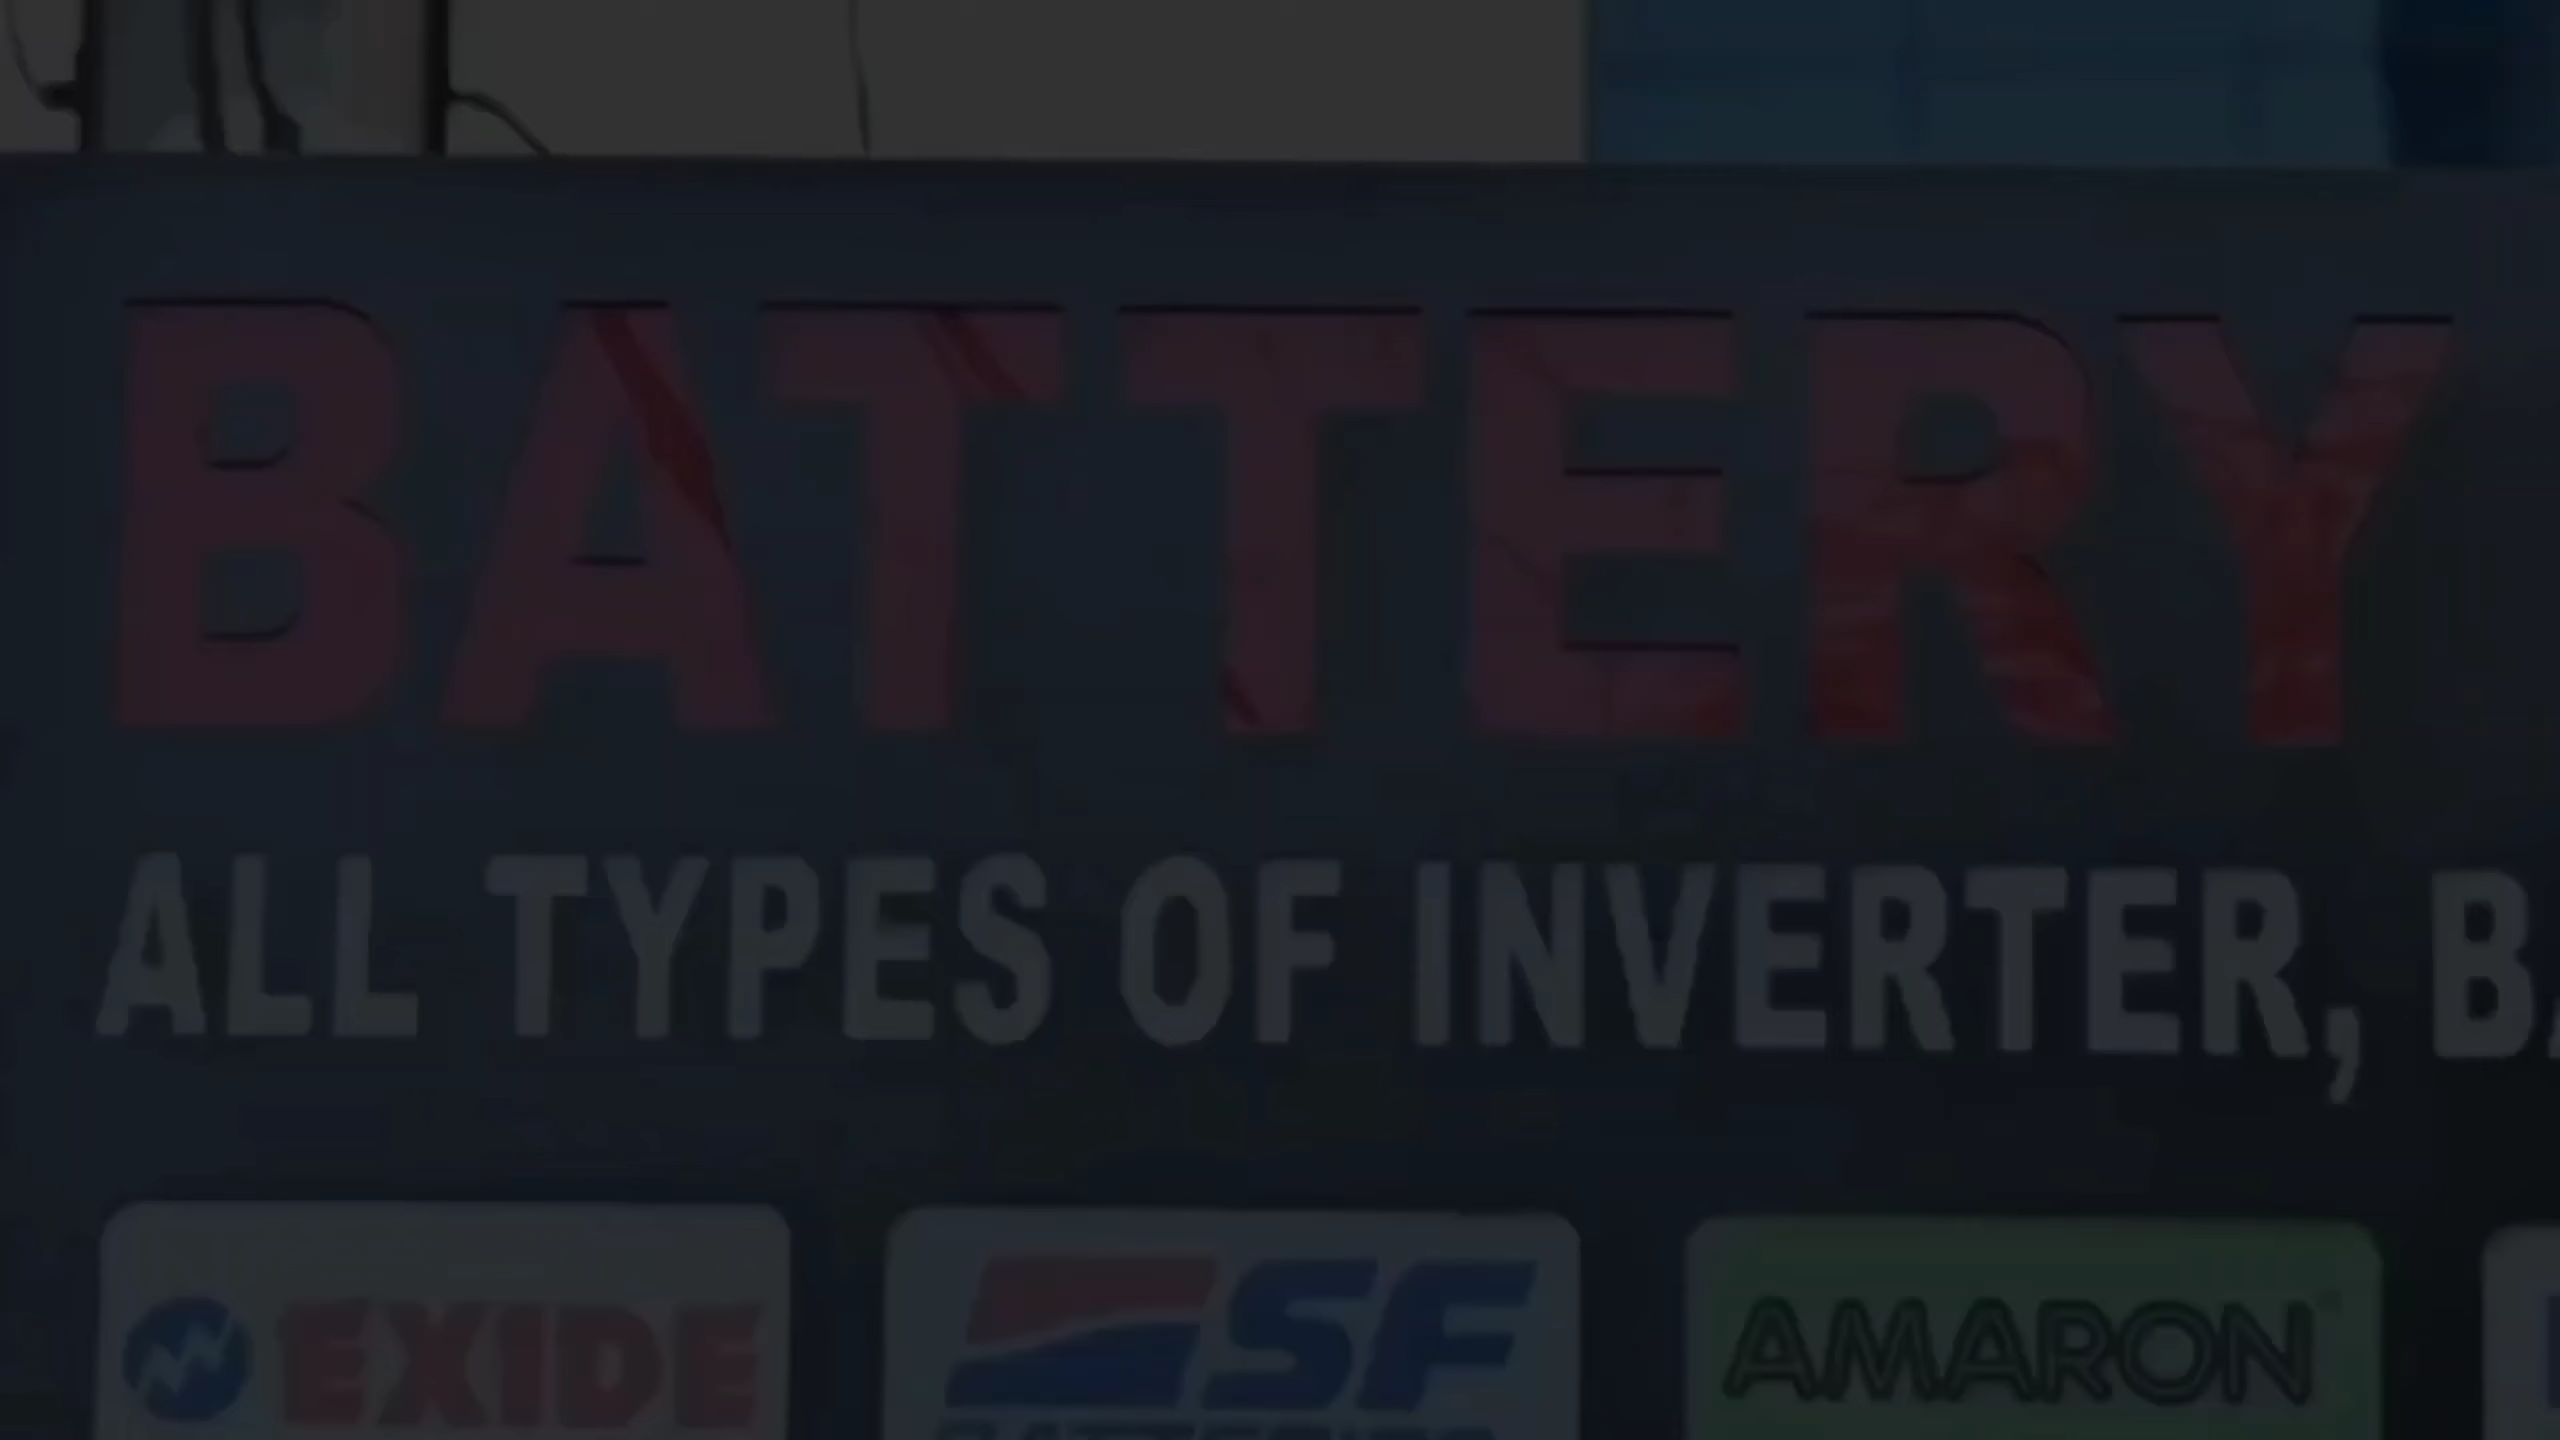 BATTERY
ALL TYPES OF INVERTER,
EXIDE
SF
AMARON